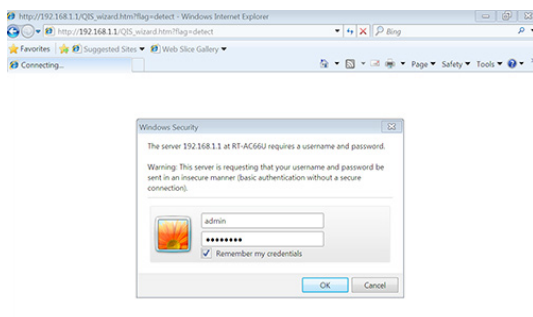 http://192.168.1.1/QIS_wizard.htm?flag=detect - Windows Internet Explorer
http://192.168.1.1/QIS_wizard.htm?flag=detect
Bing
Favorites Suggested Sites Web Slice Gallery
Connecting...
Page Safety Tools
Windows Security
The server 192.168.1.1 at RT-AC66U requires a username and password.
Warning: This server is requesting that your username and password be
sent in an insecure manner (basic authentication without a secure
connection).
admin
••••••••
Remember my credentials
OK Cancel